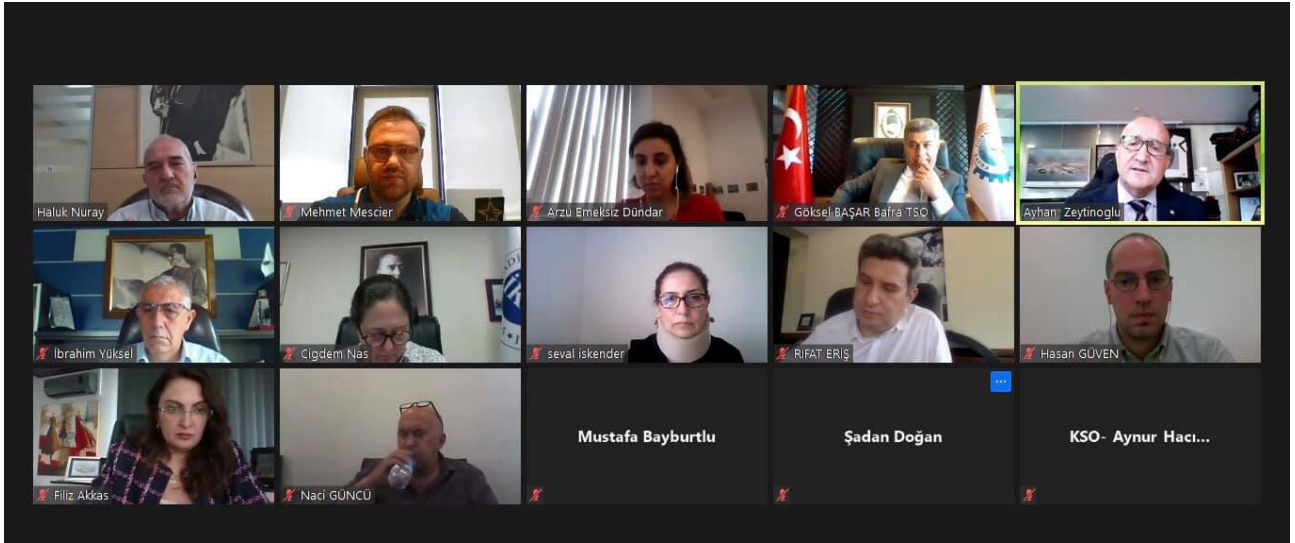 Haluk Nuray
Mehmet Mescier
Arzu Emeksiz Dündar
Göksel BAŞAR Bafra TSO
Ayhan Zeytinoglu
İbrahim Yüksel
Cigdem Nas
seval iskender
RIFAT ERİŞ
Hasan GÜVEN
Filiz Akkas
Naci GÜNCÜ
Mustafa Bayburtlu
Şadan Doğan
KSO- Aynur Hacı...